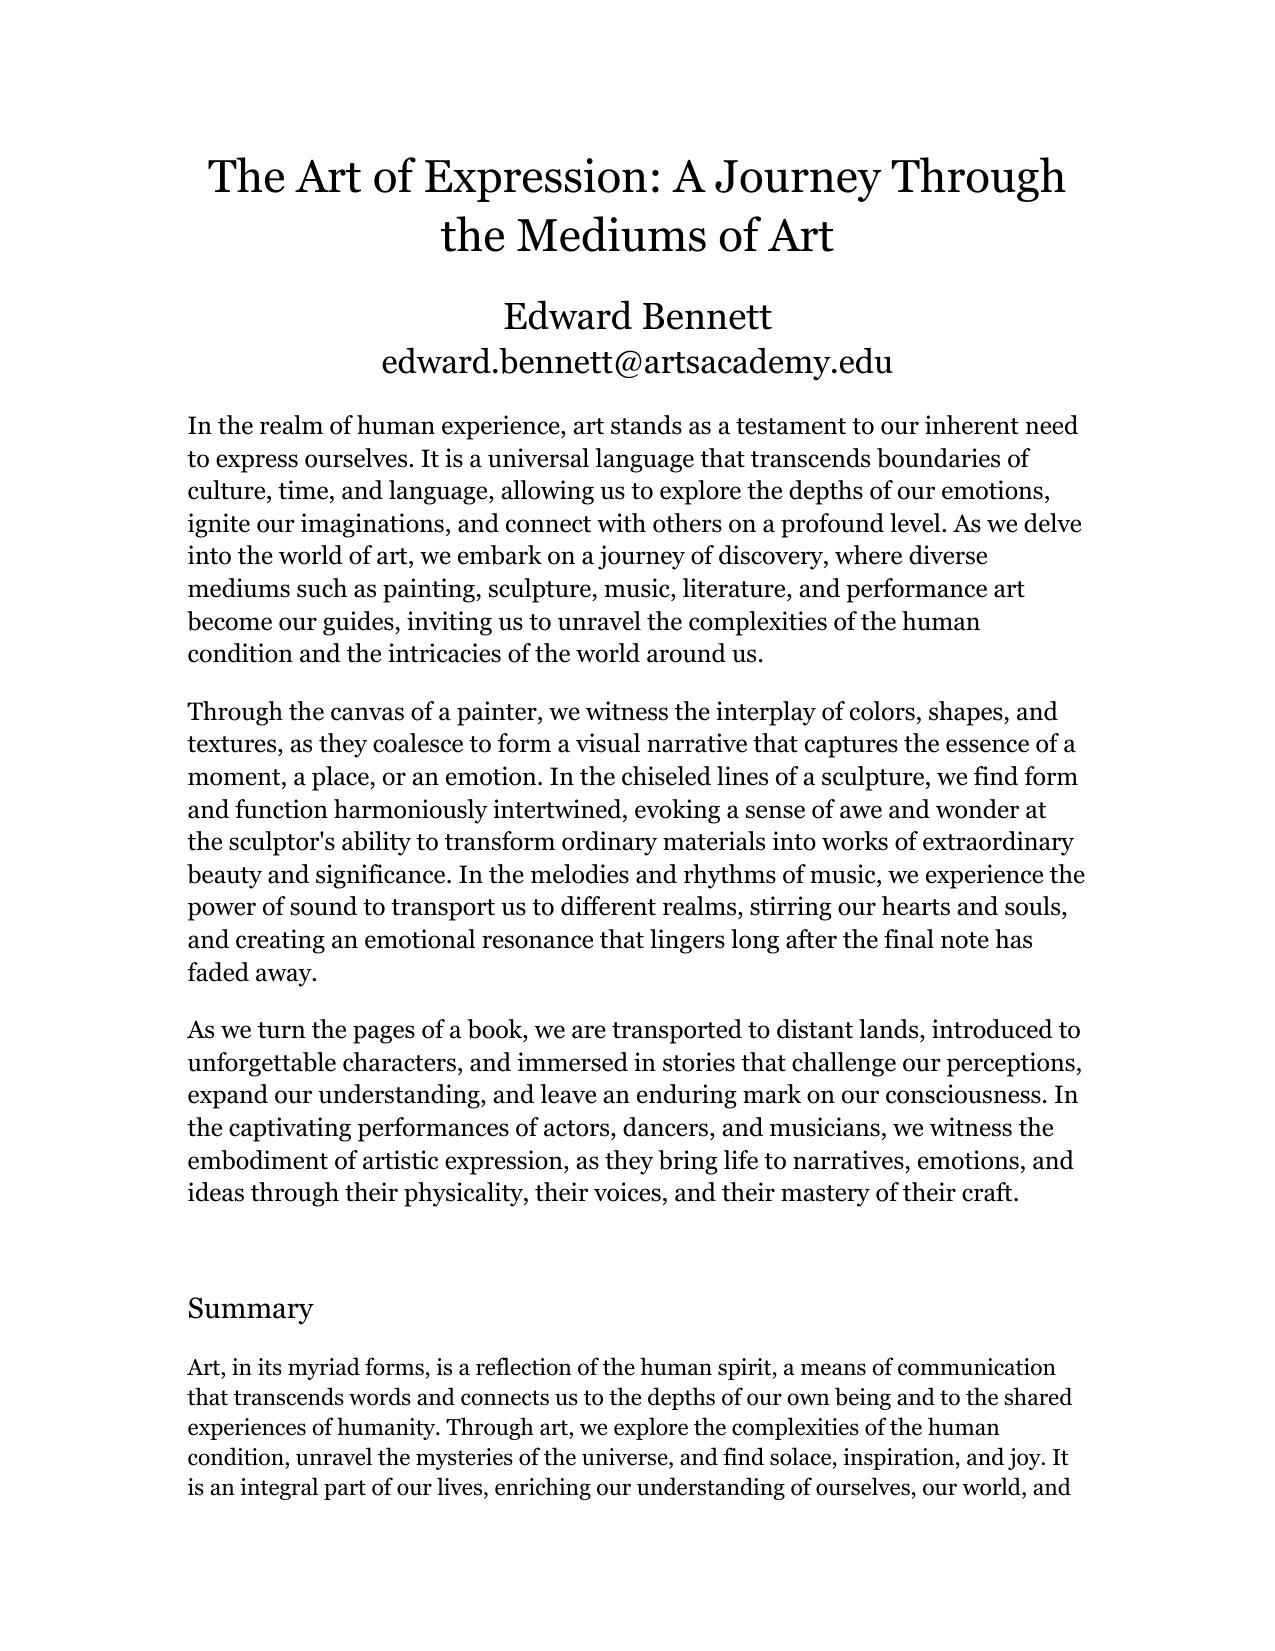 The Art of Expression: A Journey Through
the Mediums of Art
Edward Bennett
edward.bennett@artsacademy.edu
In the realm of human experience, art stands as a testament to our inherent need
to express ourselves. It is a universal language that transcends boundaries of
culture, time, and language, allowing us to explore the depths of our emotions,
ignite our imaginations, and connect with others on a profound level. As we delve
into the world of art, we embark on a journey of discovery, where diverse
mediums such as painting, sculpture, music, literature, and performance art
become our guides, inviting us to unravel the complexities of the human
condition and the intricacies of the world around us.
Through the canvas of a painter, we witness the interplay of colors, shapes, and
textures, as they coalesce to form a visual narrative that captures the essence of a
moment, a place, or an emotion. In the chiseled lines of a sculpture, we find form
and function harmoniously intertwined, evoking a sense of awe and wonder at
the sculptor's ability to transform ordinary materials into works of extraordinary
beauty and significance. In the melodies and rhythms of music, we experience the
power of sound to transport us to different realms, stirring our hearts and souls,
and creating an emotional resonance that lingers long after the final note has
faded away.
As we turn the pages of a book, we are transported to distant lands, introduced to
unforgettable characters, and immersed in stories that challenge our perceptions,
expand our understanding, and leave an enduring mark on our consciousness. In
the captivating performances of actors, dancers, and musicians, we witness the
embodiment of artistic expression, as they bring life to narratives, emotions, and
ideas through their physicality, their voices, and their mastery of their craft.
Summary
Art, in its myriad forms, is a reflection of the human spirit, a means of communication
that transcends words and connects us to the depths of our own being and to the shared
experiences of humanity. Through art, we explore the complexities of the human
condition, unravel the mysteries of the universe, and find solace, inspiration, and joy. It
is an integral part of our lives, enriching our understanding of ourselves, our world, and